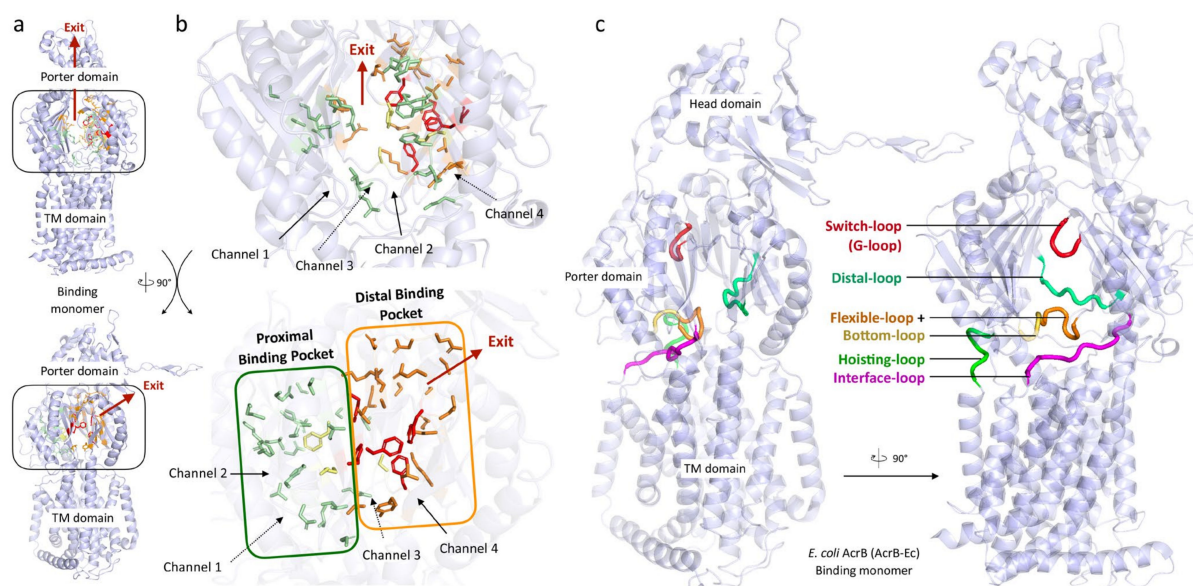 a
Exit
Porter domain
TM domain
Binding
monomer
90°
Porter domain
Exit
TM domain
b
Exit
Channel 1
Channel 3
Channel 2
Channel 4
Distal Binding
Pocket
Proximal
Binding Pocket
Exit
Channel 2
Channel 1
Channel 3
Channel 4
c
Head domain
Porter domain
TM domain
Switch-loop
(G-loop)
Distal-loop
Flexible-loop +
Bottom-loop
Hoisting-loop
Interface-loop
90°
E. coli AcrB (AcrB-Ec)
Binding monomer